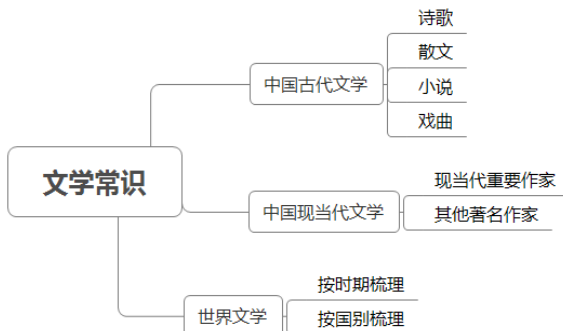 文学常识
中国古代文学
诗歌
散文
小说
戏曲
中国现当代文学
现当代重要作家
其他著名作家
世界文学
按时期梳理
按国别梳理